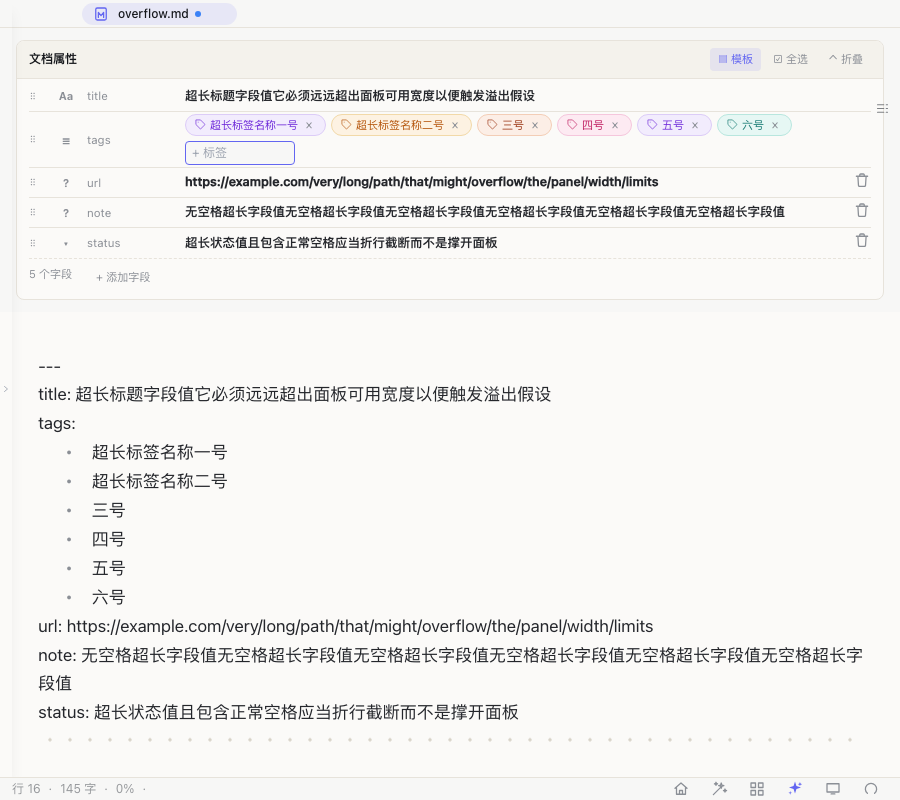 overflow.md
文档属性
模板
全选
折叠
Aa title 超长标题字段值它必须远远超出面板可用宽度以便触发溢出假设
tags 超长标签名称一号 × 超长标签名称二号 × 三号 × 四号 × 五号 × 六号 ×
+ 标签
? url https://example.com/very/long/path/that/might/overflow/the/panel/width/limits
? note 无空格超长字段值无空格超长字段值无空格超长字段值无空格超长字段值无空格超长字段值无空格超长字段值
status 超长状态值且包含正常空格应当折行截断而不是撑开面板
5 个字段 + 添加字段
---
title: 超长标题字段值它必须远远超出面板可用宽度以便触发溢出假设
tags:
• 超长标签名称一号
• 超长标签名称二号
• 三号
• 四号
• 五号
• 六号
url: https://example.com/very/long/path/that/might/overflow/the/panel/width/limits
note: 无空格超长字段值无空格超长字段值无空格超长字段值无空格超长字段值无空格超长字段值无空格超长字
段值
status: 超长状态值且包含正常空格应当折行截断而不是撑开面板
行 16 · 145 字 · 0% ·